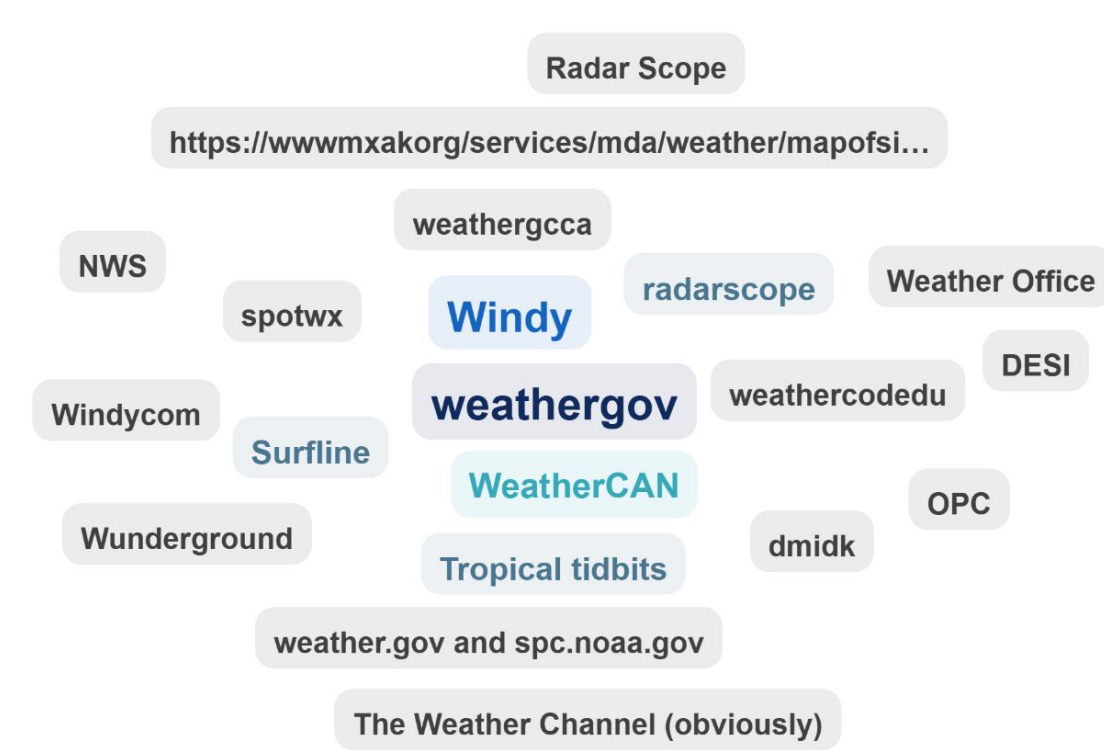 Radar Scope
https://wwwmxakorg/services/mda/weather/mapofsi…
weathergcca
NWS
radarscope
Weather Office
spotwx
Windy
DESI
weathergov
weathercodedu
Windycom
Surfline
WeatherCAN
OPC
Wunderground
dmidk
Tropical tidbits
weather.gov and spc.noaa.gov
The Weather Channel (obviously)